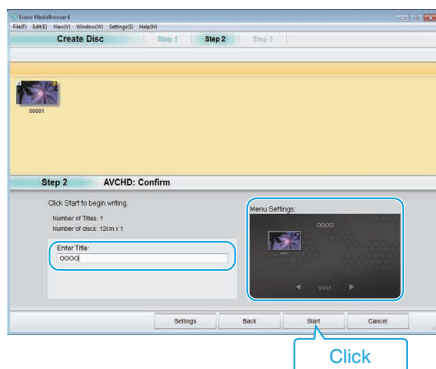 Everio MediaBrowser 4
File(F) Edit(E) View(V) Window(W) Settings(S) Help(H)
Create Disc Step 1 Step 2 Step 3
00001
Step 2 AVCHD: Confirm
Click Start to begin writing.
Number of Titles: 1
Number of discs: 12cm x 1
Enter Title:
OOOO
Menu Settings:
OOOO
01/01
Settings Back Start Cancel
Click